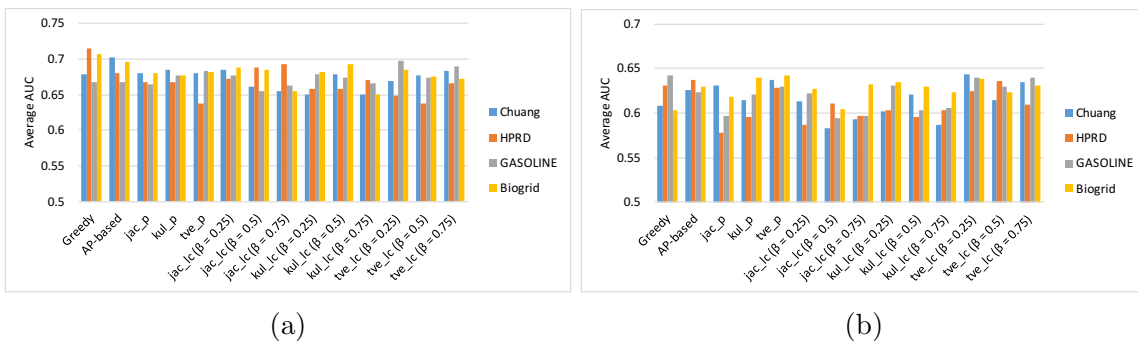 0.75
0.7
0.65
0.6
0.55
0.5
Average AUC
Greedy
AP-based
jac_p
kul_p
tve_p
jac_lc (β = 0.25)
jac_lc (β = 0.5)
jac_lc (β = 0.75)
kul_lc (β = 0.25)
kul_lc (β = 0.5)
kul_lc (β = 0.75)
tve_lc (β = 0.25)
tve_lc (β = 0.5)
tve_lc (β = 0.75)
Chuang
HPRD
GASOLINE
Biogrid
(a)
0.7
0.65
0.6
0.55
0.5
Average AUC
Greedy
AP-based
jac_p
kul_p
tve_p
jac_lc (β = 0.25)
jac_lc (β = 0.5)
jac_lc (β = 0.75)
kul_lc (β = 0.25)
kul_lc (β = 0.5)
kul_lc (β = 0.75)
tve_lc (β = 0.25)
tve_lc (β = 0.5)
tve_lc (β = 0.75)
Chuang
HPRD
GASOLINE
Biogrid
(b)